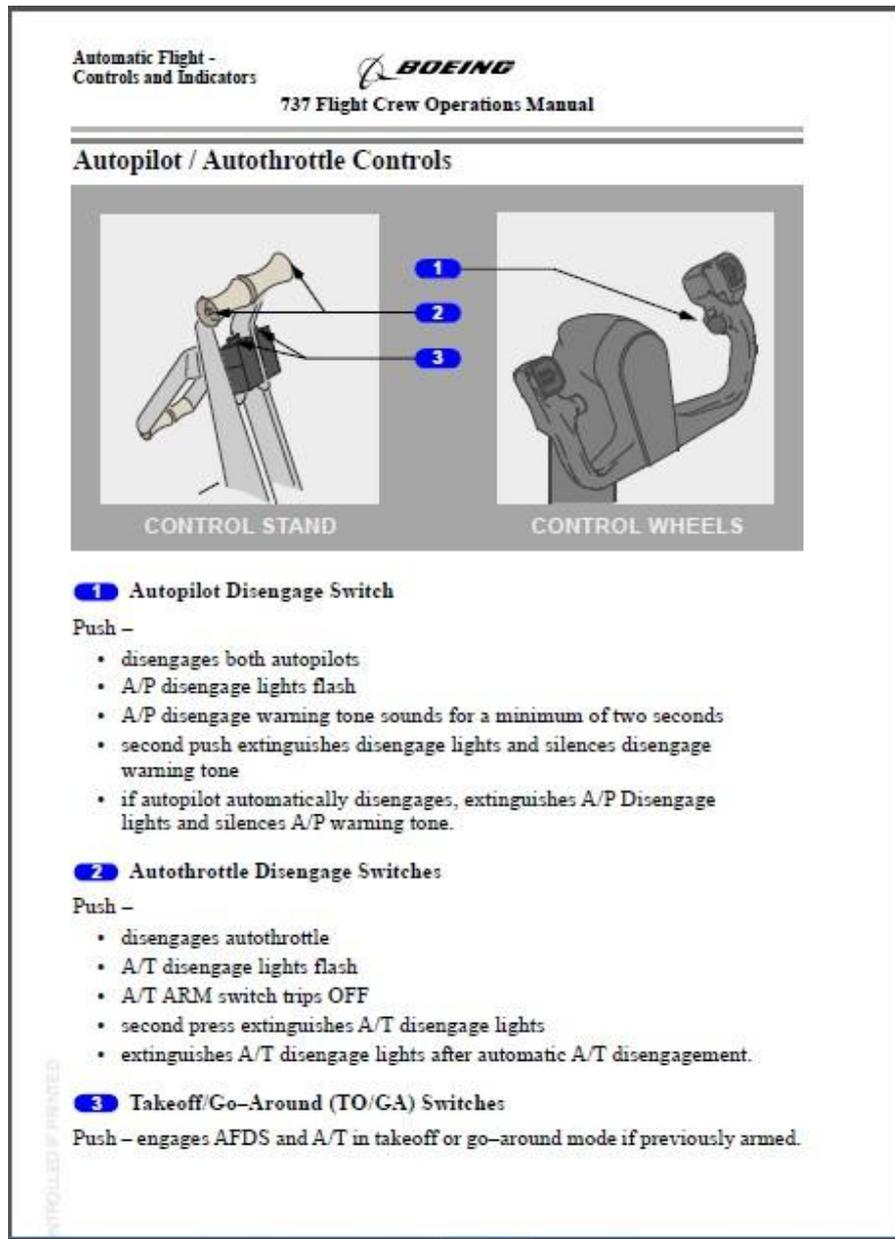 Automatic Flight -
Controls and Indicators
BOEING
737 Flight Crew Operations Manual
Autopilot / Autothrottle Controls
1
2
3
CONTROL STAND
CONTROL WHEELS
1 Autopilot Disengage Switch
Push –
• disengages both autopilots
• A/P disengage lights flash
• A/P disengage warning tone sounds for a minimum of two seconds
• second push extinguishes disengage lights and silences disengage
warning tone
• if autopilot automatically disengages, extinguishes A/P Disengage
lights and silences A/P warning tone.
2 Autothrottle Disengage Switches
Push –
• disengages autothrottle
• A/T disengage lights flash
• A/T ARM switch trips OFF
• second press extinguishes A/T disengage lights
• extinguishes A/T disengage lights after automatic A/T disengagement.
3 Takeoff/Go–Around (TO/GA) Switches
Push – engages AFDS and A/T in takeoff or go–around mode if previously armed.
NTROLLED IF PRINTED